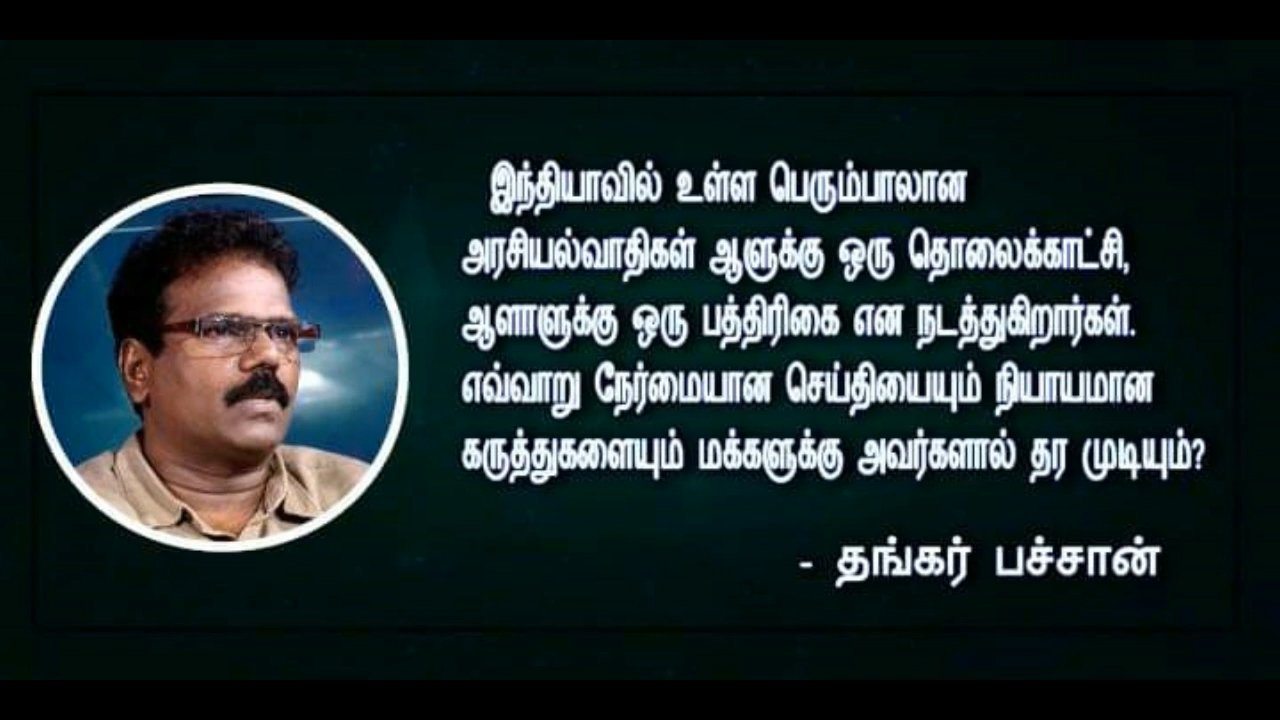 இந்தியாவில் உள்ள பெரும்பாலான
அரசியல்வாதிகள் ஆளுக்கு ஒரு தொலைக்காட்சி,
ஆளாளுக்கு ஒரு பத்திரிகை என நடத்துகிறார்கள்.
எவ்வாறு நேர்மையான செய்தியையும் நியாயமான
கருத்துகளையும் மக்களுக்கு அவர்களால் தர முடியும்?
- தங்கர் பச்சான்